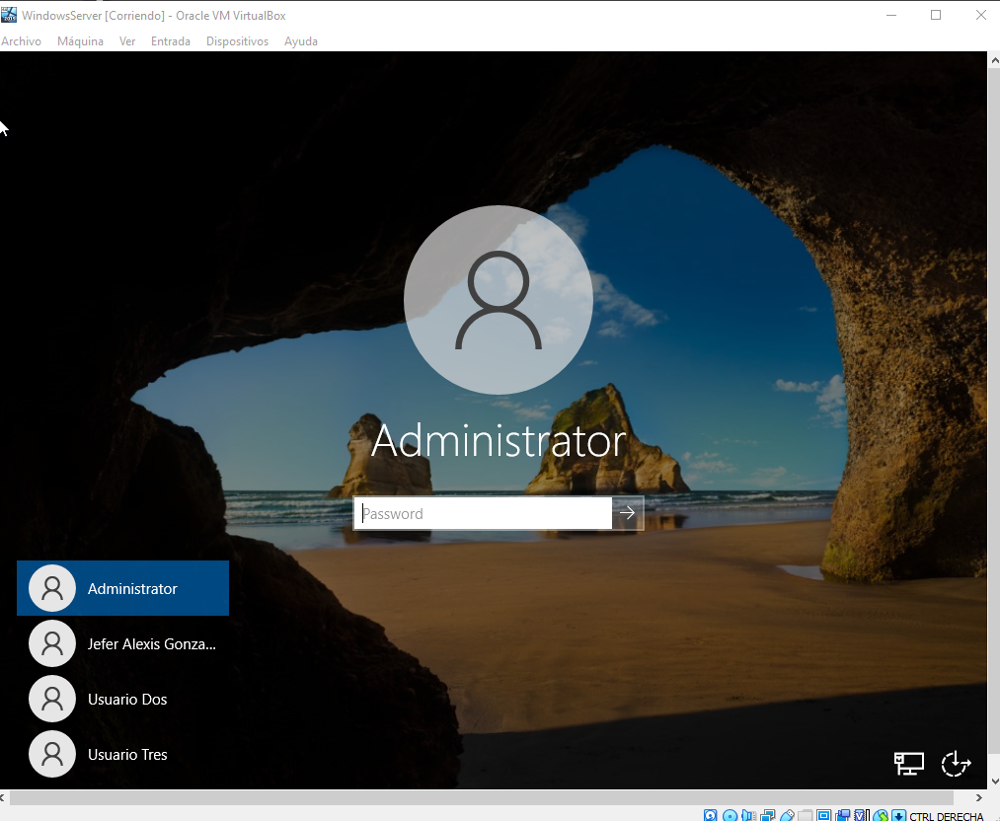 WindowsServer [Corriendo] - Oracle VM VirtualBox
Archivo Máquina Ver Entrada Dispositivos Ayuda
Administrator
Password
Administrator
Jefer Alexis Gonza...
Usuario Dos
Usuario Tres
CTRL DERECHA